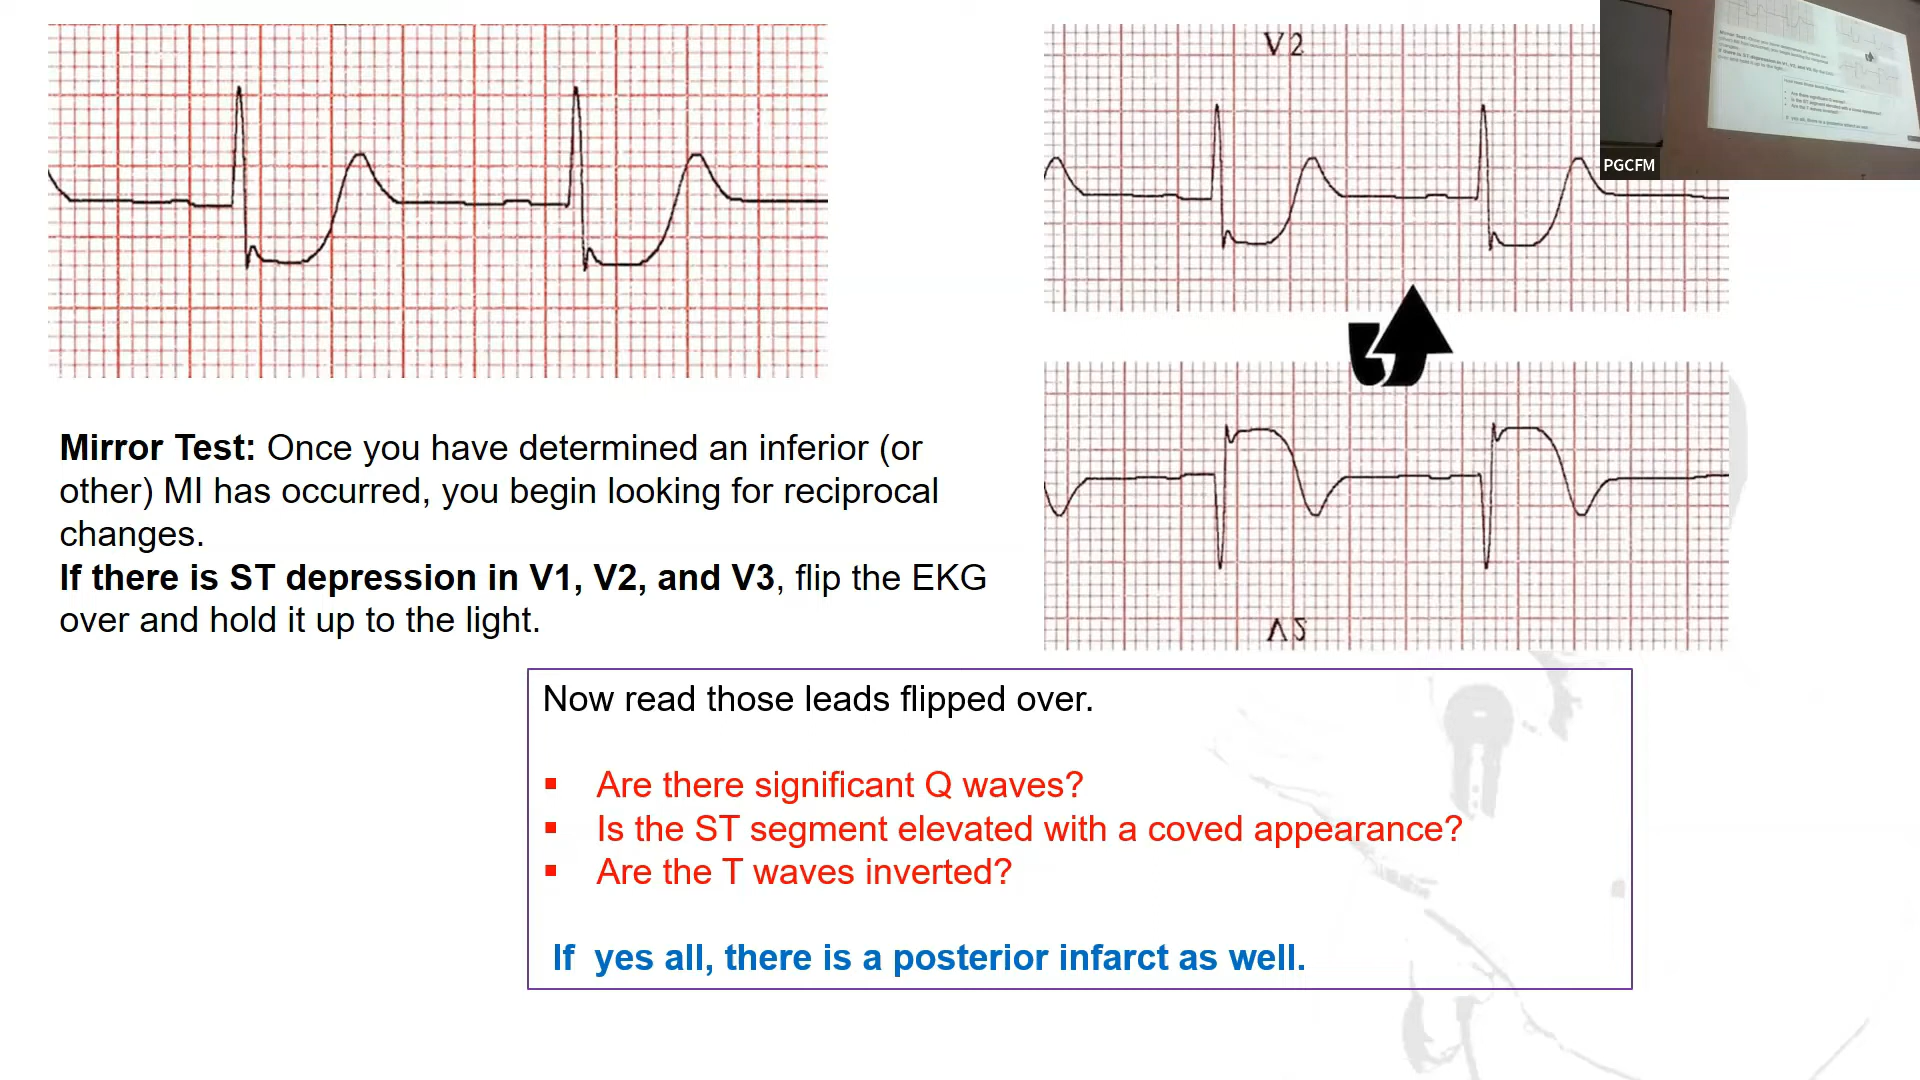 V2
PGCFM
Mirror Test: Once you have determined an inferior (or
other) MI has occurred, you begin looking for reciprocal
changes.
If there is ST depression in V1, V2, and V3, flip the EKG
over and hold it up to the light.
V2
Now read those leads flipped over.
▪ Are there significant Q waves?
▪ Is the ST segment elevated with a coved appearance?
▪ Are the T waves inverted?
If yes all, there is a posterior infarct as well.